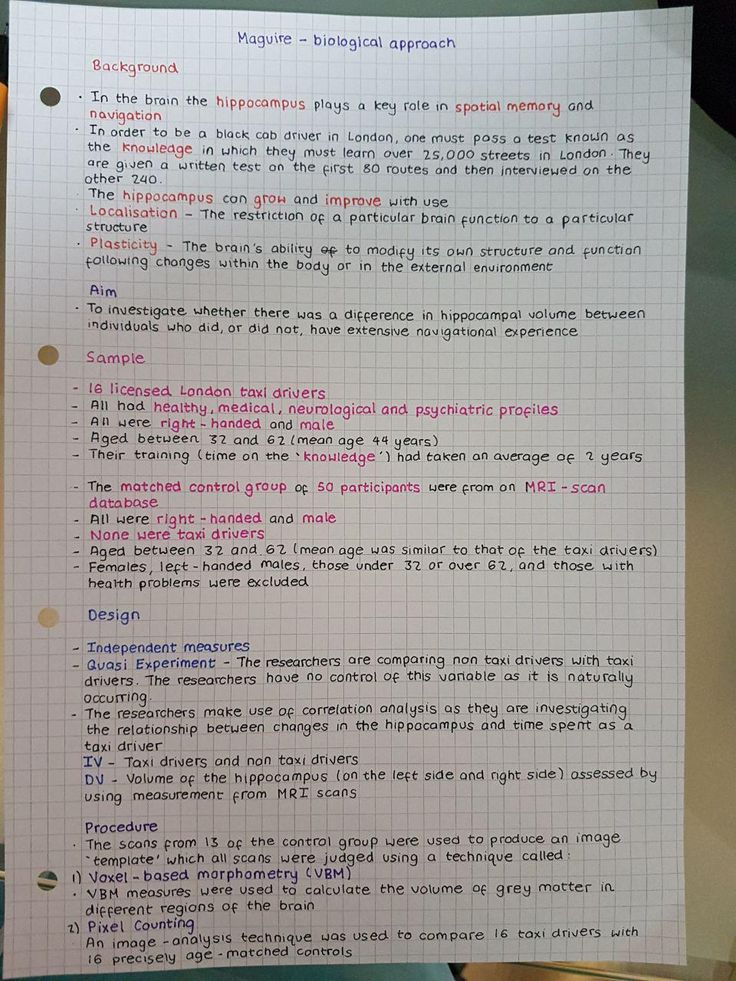 Maguire - biological approach
Background
· In the brain the hippocampus plays a key role in spatial memory and
navigation
· In order to be a black cab driver in London, one must pass a test known as
the knowledge in which they must learn over 25,000 streets in London. They
are given a written test on the first 80 routes and then interviewed on the
other 240.
· The hippocampus can grow and improve with use
· Localisation - The restriction of a particular brain function to a particular
structure
· Plasticity - The brain's ability of to modify its own structure and function
following changes within the body or in the external environment
Aim
· To investigate whether there was a difference in hippocampal volume between
individuals who did, or did not, have extensive navigational experience
Sample
- 16 licensed London taxi drivers
- All had healthy, medical, neurological and psychiatric profiles
- All were right-handed and male
- Aged between 32 and 62 (mean age 44 years)
- Their training (time on the 'knowledge') had taken an average of 2 years
- The matched control group of 50 participants were from an MRI-scan
database
- All were right-handed and male
- None were taxi drivers
- Aged between 32 and 62 (mean age was similar to that of the taxi drivers)
- Females, left-handed males, those under 32 or over 62, and those with
health problems were excluded
Design
- Independent measures
- Quasi Experiment - The researchers are comparing non taxi drivers with taxi
drivers. The researchers have no control of this variable as it is naturally
occurring.
- The researchers make use of correlation analysis as they are investigating
the relationship between changes in the hippocampus and time spent as a
taxi driver
IV - Taxi drivers and non taxi drivers
DV - Volume of the hippocampus (on the left side and right side) assessed by
using measurement from MRI scans
Procedure
· The scans from 13 of the control group were used to produce an image
'template' which all scans were judged using a technique called:
1) Voxel-based morphometry (VBM)
· VBM measures were used to calculate the volume of grey matter in
different regions of the brain
2) Pixel Counting
An image-analysis technique was used to compare 16 taxi drivers with
16 precisely age-matched controls